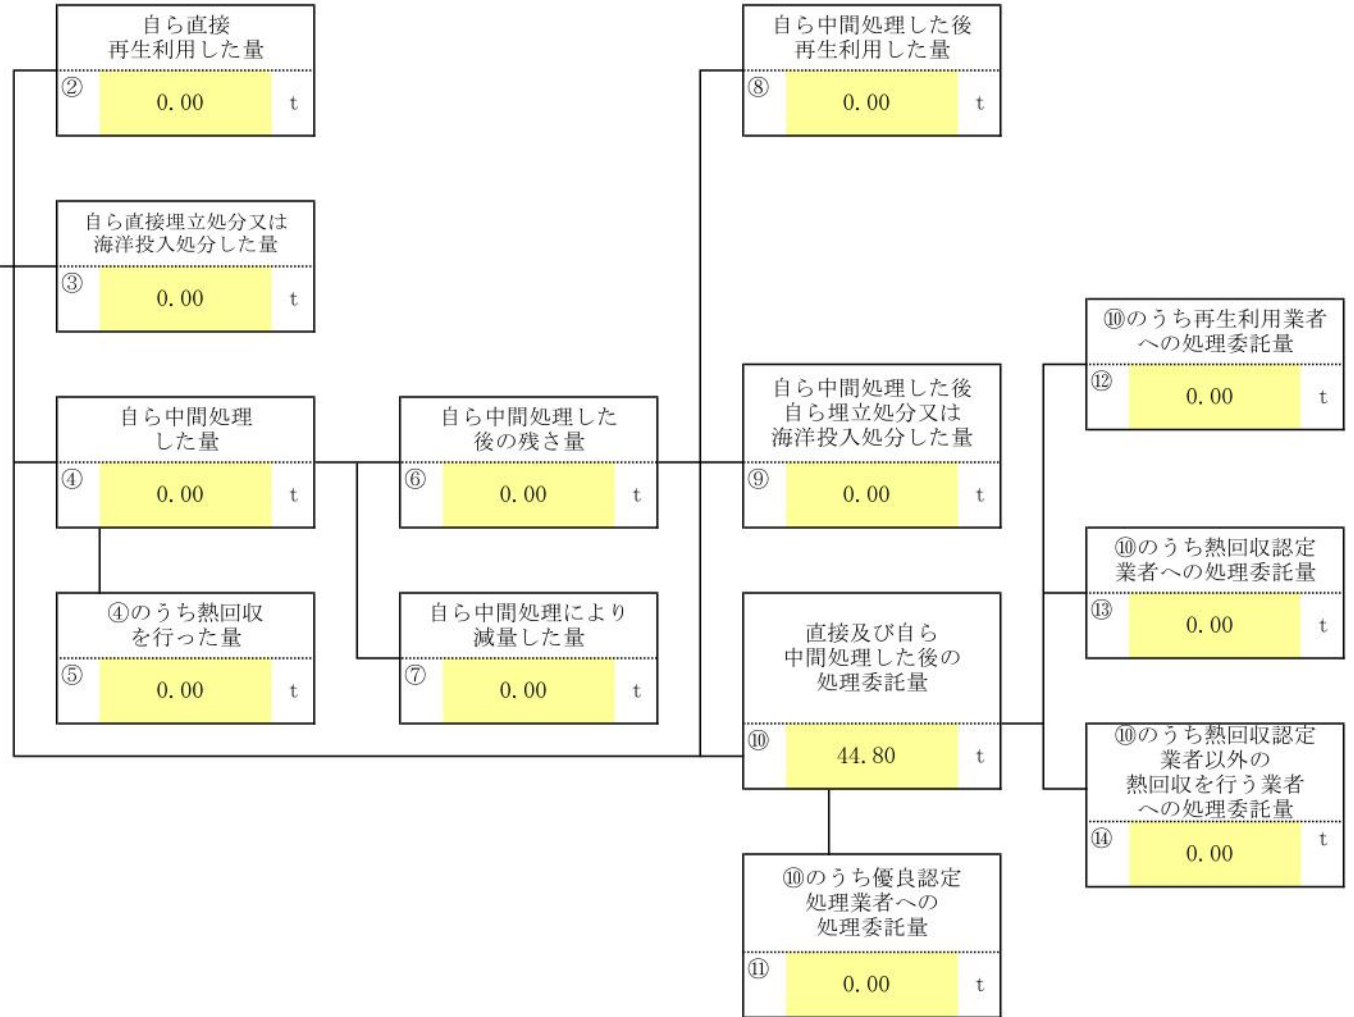 自ら直接
再生利用した量
② 0.00 t
自ら中間処理した後
再生利用した量
⑧ 0.00 t
自ら直接埋立処分又は
海洋投入処分した量
③ 0.00 t
⑩のうち再生利用業者
への処理委託量
⑫ 0.00 t
自ら中間処理
した量
④ 0.00 t
自ら中間処理した
後の残さ量
⑥ 0.00 t
自ら中間処理した後
自ら埋立処分又は
海洋投入処分した量
⑨ 0.00 t
⑩のうち熱回収認定
業者への処理委託量
⑬ 0.00 t
④のうち熱回収
を行った量
⑤ 0.00 t
自ら中間処理により
減量した量
⑦ 0.00 t
直接及び自ら
中間処理した後の
処理委託量
⑩ 44.80 t
⑩のうち熱回収認定
業者以外の
熱回収を行う業者
への処理委託量
⑭ 0.00 t
⑩のうち優良認定
処理業者への
処理委託量
⑪ 0.00 t